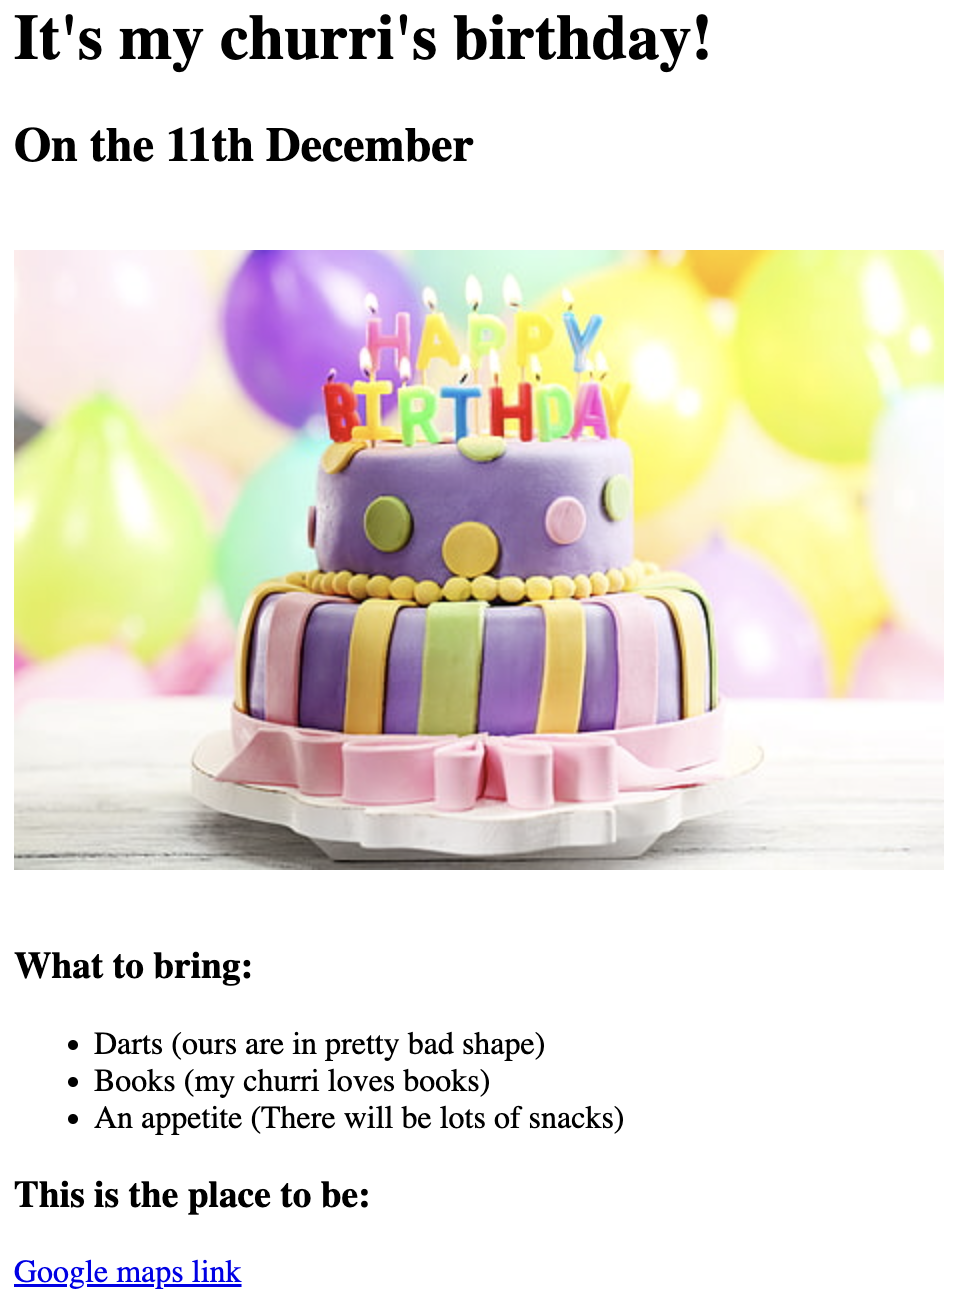 It's my churri's birthday!
On the 11th December
HAPPY
BIRTHDAY
What to bring:
Darts (ours are in pretty bad shape)
Books (my churri loves books)
An appetite (There will be lots of snacks)
This is the place to be:
Google maps link